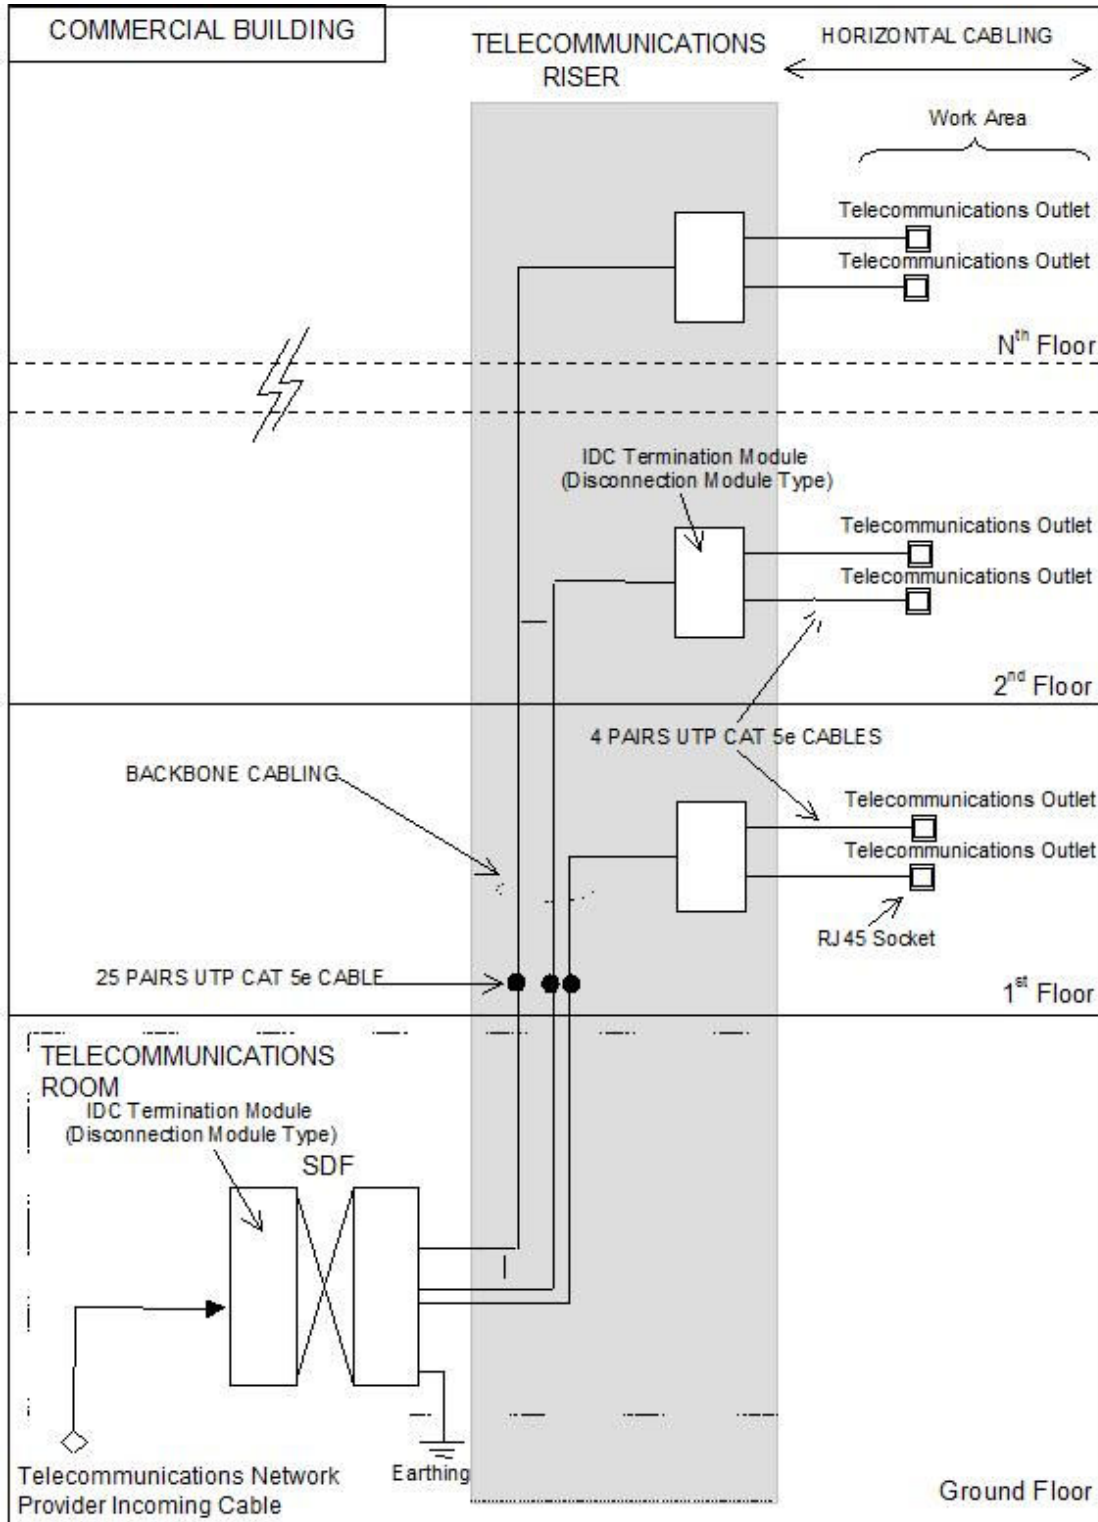 COMMERCIAL BUILDING
TELECOMMUNICATIONS
RISER
HORIZONTAL CABLING
Work Area
Telecommunications Outlet
Telecommunications Outlet
Nth Floor
IDC Termination Module
(Disconnection Module Type)
Telecommunications Outlet
Telecommunications Outlet
2nd Floor
4 PAIRS UTP CAT 5e CABLES
BACKBONE CABLING
Telecommunications Outlet
Telecommunications Outlet
RJ45 Socket
25 PAIRS UTP CAT 5e CABLE
1st Floor
TELECOMMUNICATIONS
ROOM
IDC Termination Module
(Disconnection Module Type)
SDF
Earthing
Telecommunications Network
Provider Incoming Cable
Ground Floor